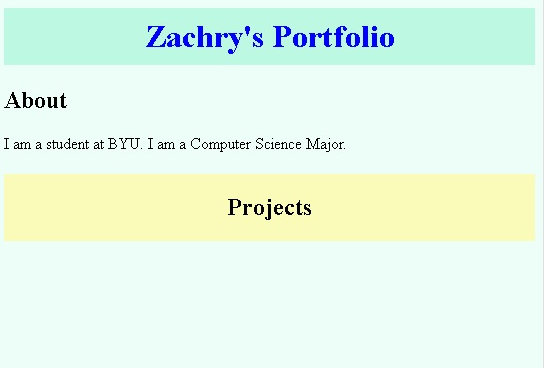 Zachry's Portfolio
About
I am a student at BYU. I am a Computer Science Major.
Projects